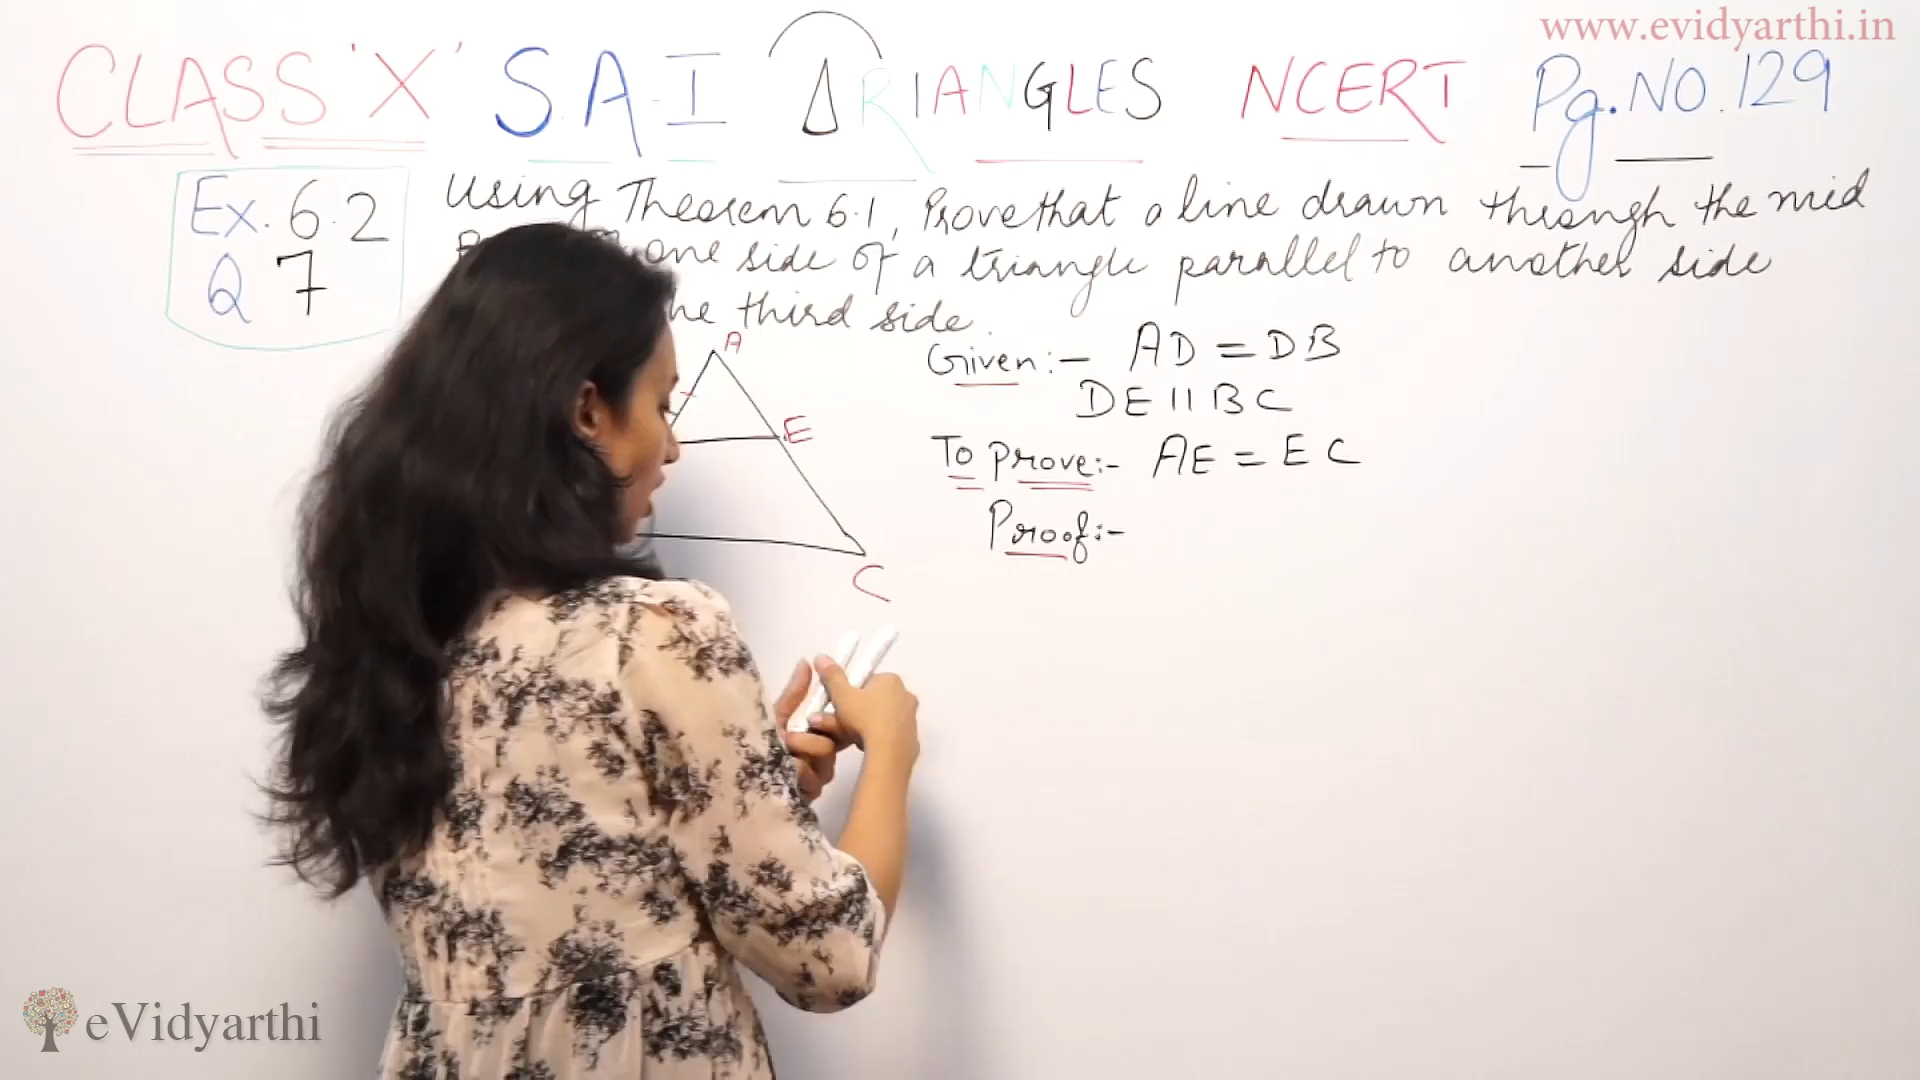 www.evidyarthi.in
CLASS 'X' S.A-I ΔRIANGLES NCERT Pg.NO.129
Ex. 6.2
Q 7
Using Theorem 6.1, Prove that a line drawn through the mid
one side of a triangle parallel to another side
third side.
A
E
C
Given:- AD = DB
DE || BC
To prove:- AE = EC
Proof:-
eVidyarthi